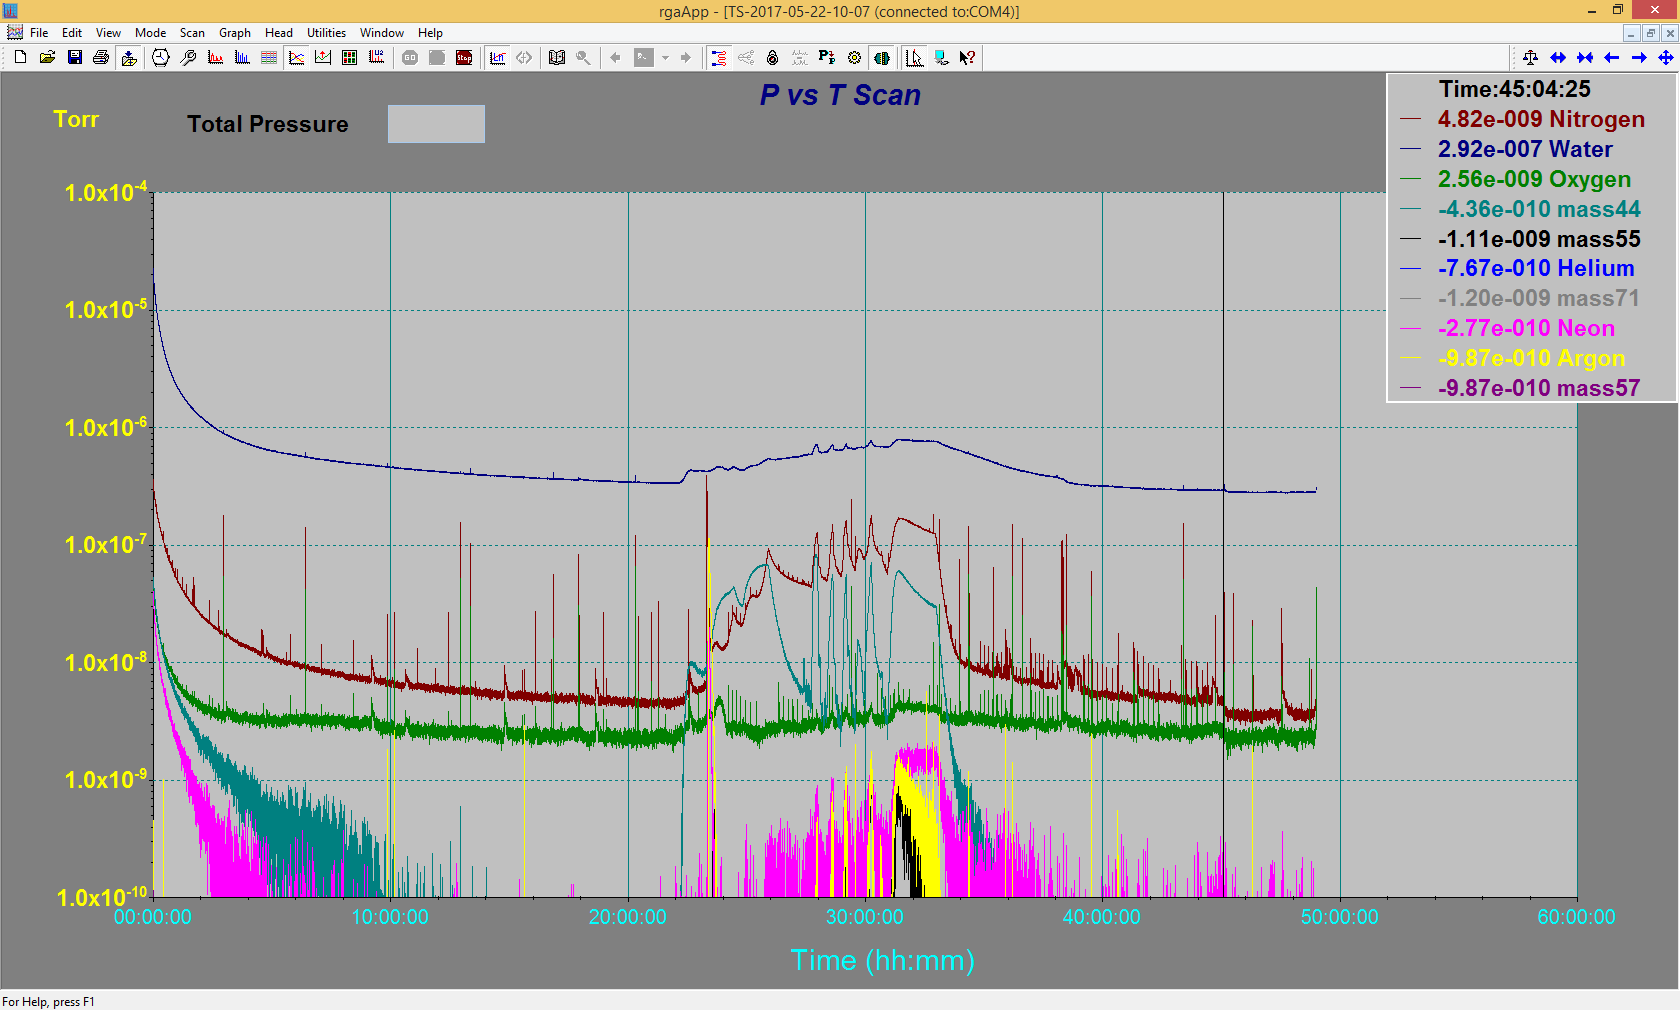 rgaApp - [TS-2017-05-22-10-07 (connected to:COM4)]
File Edit View Mode Scan Graph Head Utilities Window Help
GO Stop
P vs T Scan
Torr
Total Pressure
Time:45:04:25
4.82e-009 Nitrogen
2.92e-007 Water
2.56e-009 Oxygen
-4.36e-010 mass44
-1.11e-009 mass55
-7.67e-010 Helium
-1.20e-009 mass71
-2.77e-010 Neon
-9.87e-010 Argon
-9.87e-010 mass57
1.0x10-4
1.0x10-5
1.0x10-6
1.0x10-7
1.0x10-8
1.0x10-9
1.0x10-10
00:00:00 10:00:00 20:00:00 30:00:00 40:00:00 50:00:00 60:00:00
Time (hh:mm)
For Help, press F1